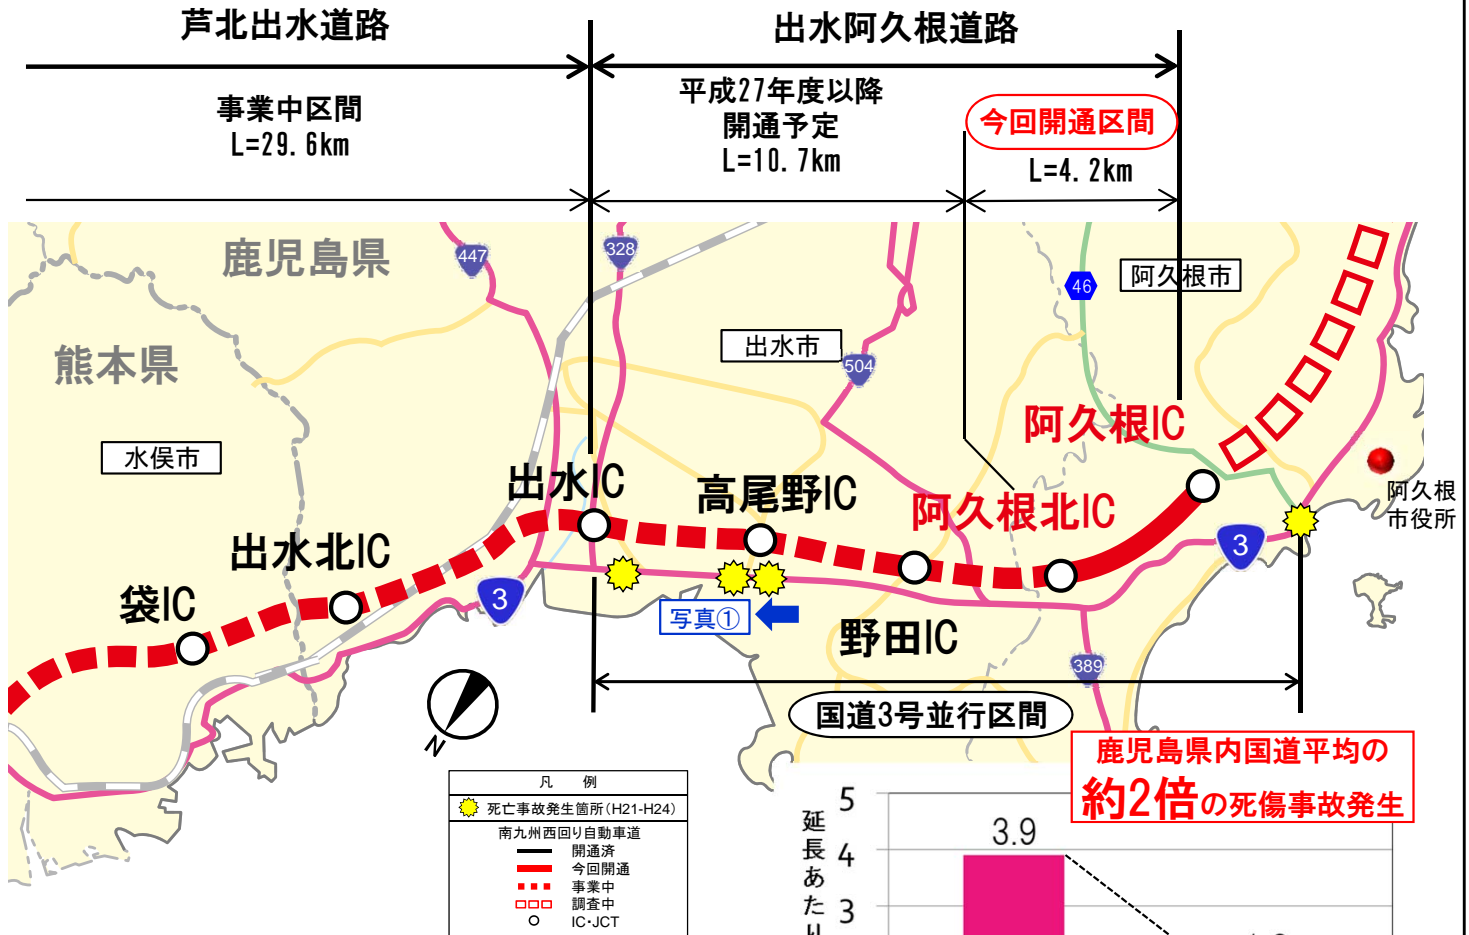 芦北出水道路
出水阿久根道路
事業中区間
L=29.6km
平成27年度以降
開通予定
L=10.7km
今回開通区間
L=4.2km
鹿児島県
熊本県
447
328
504
46
阿久根市
出水市
水俣市
阿久根IC
出水IC
高尾野IC
阿久根北IC
阿久根
市役所
出水北IC
袋IC
3
3
写真①
野田IC
389
国道3号並行区間
N
鹿児島県内国道平均の
約2倍の死傷事故発生
凡 例
死亡事故発生箇所(H21-H24)
南九州西回り自動車道
開通済
今回開通
事業中
調査中
IC・JCT
延長あたり
5
4
3
3.9